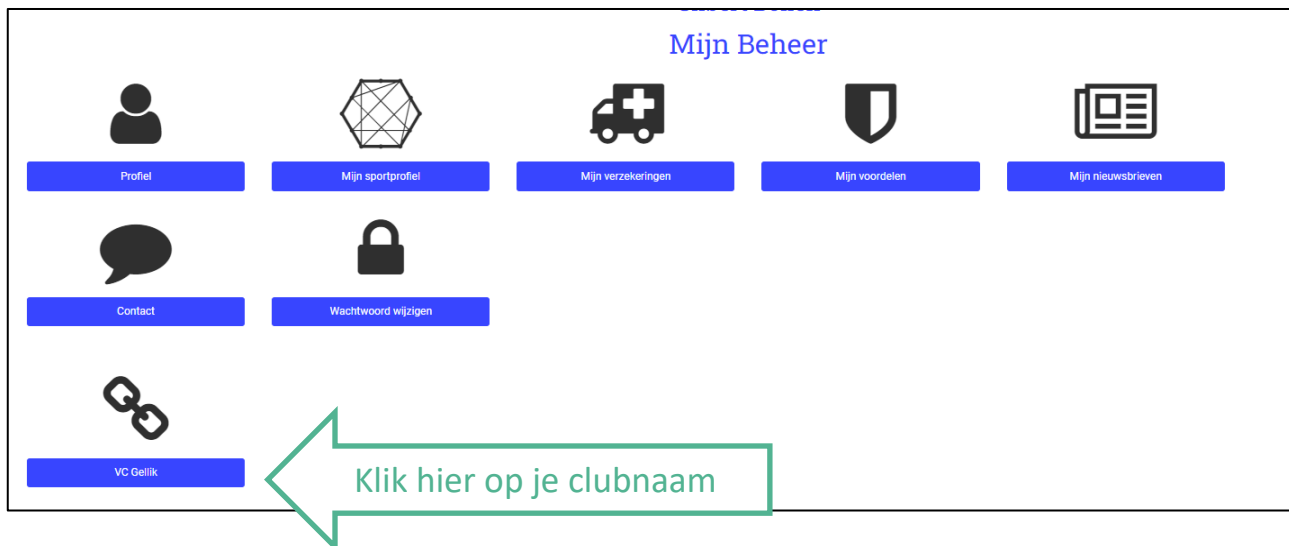 Mijn Beheer
Profiel
Mijn sportprofiel
Mijn verzekeringen
Mijn voordelen
Mijn nieuwsbrieven
Contact
Wachtwoord wijzigen
VC Gellik
Klik hier op je clubnaam